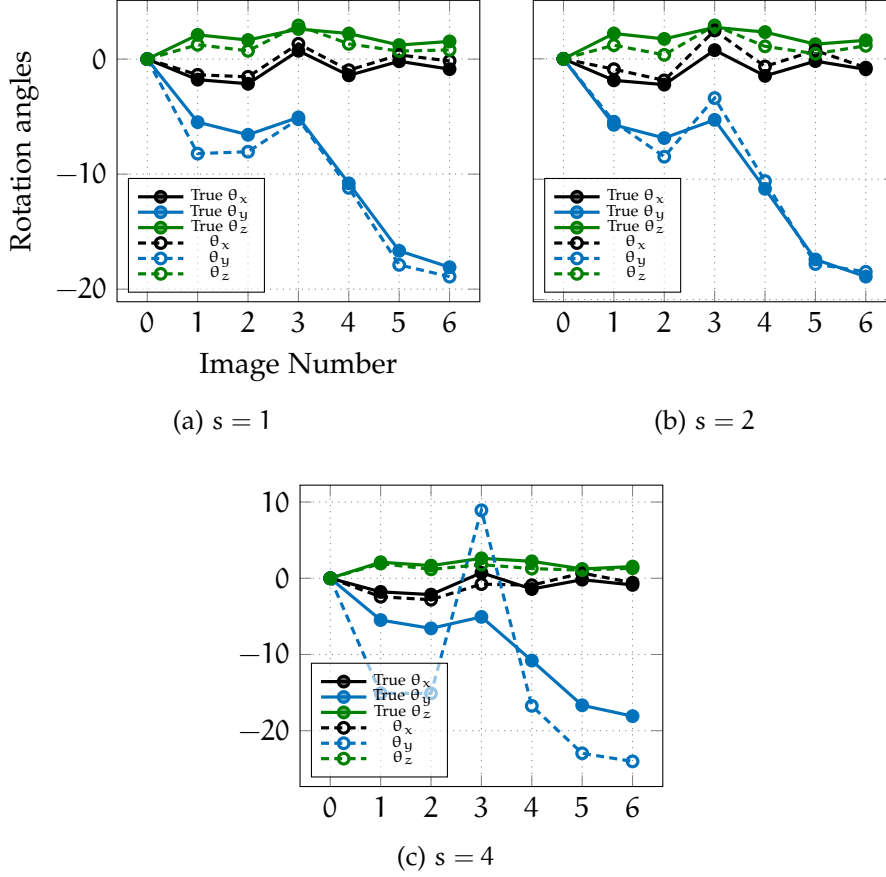 Rotation angles
0
−10
−20
True θx
True θy
True θz
θx
θy
θz
0 1 2 3 4 5 6
Image Number
(a) s = 1
True θx
True θy
True θz
θx
θy
θz
0 1 2 3 4 5 6
(b) s = 2
10
0
−10
−20
True θx
True θy
True θz
θx
θy
θz
0 1 2 3 4 5 6
(c) s = 4